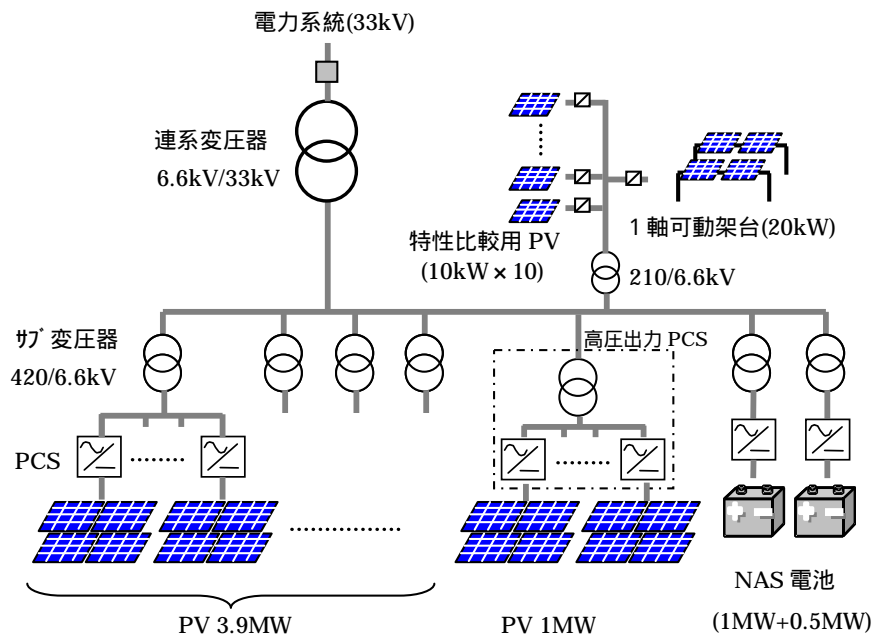 電力系統(33kV)
連系変圧器
6.6kV/33kV
特性比較用 PV
(10kW × 10)
1 軸可動架台(20kW)
210/6.6kV
ｻﾌﾞ変圧器
420/6.6kV
高圧出力 PCS
PCS
NAS 電池
(1MW+0.5MW)
PV 3.9MW
PV 1MW